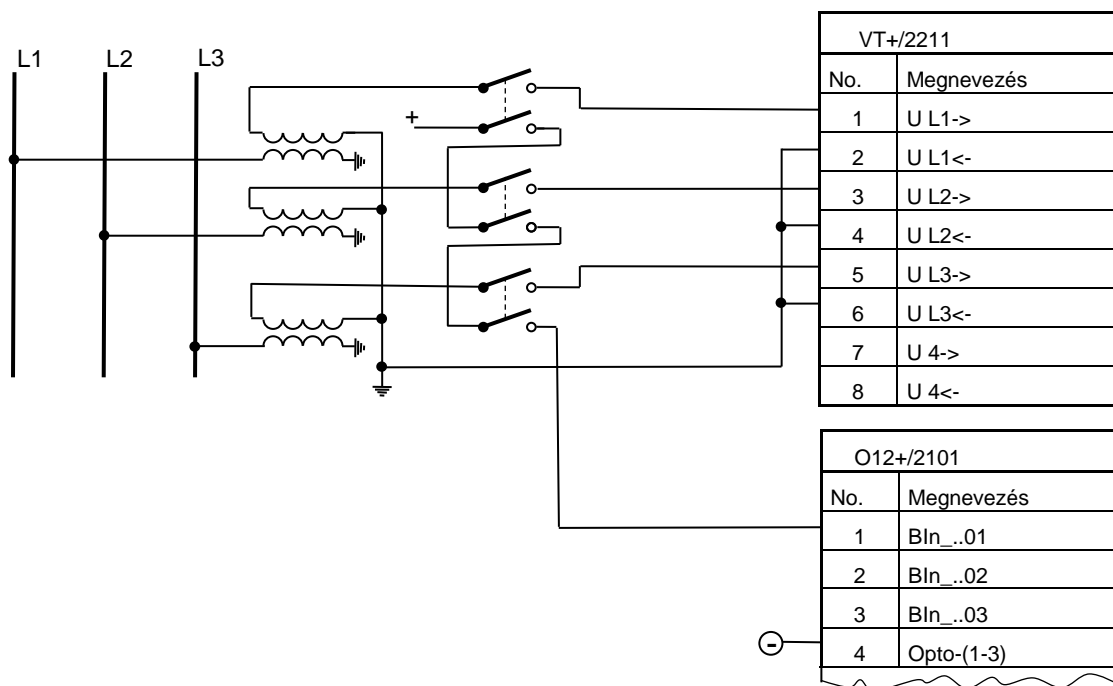 L1 L2 L3
+
VT+/2211
No. Megnevezés
1 U L1->
2 U L1<-
3 U L2->
4 U L2<-
5 U L3->
6 U L3<-
7 U 4->
8 U 4<-
O12+/2101
No. Megnevezés
1 BIn_..01
2 BIn_..02
3 BIn_..03
- 4 Opto-(1-3)